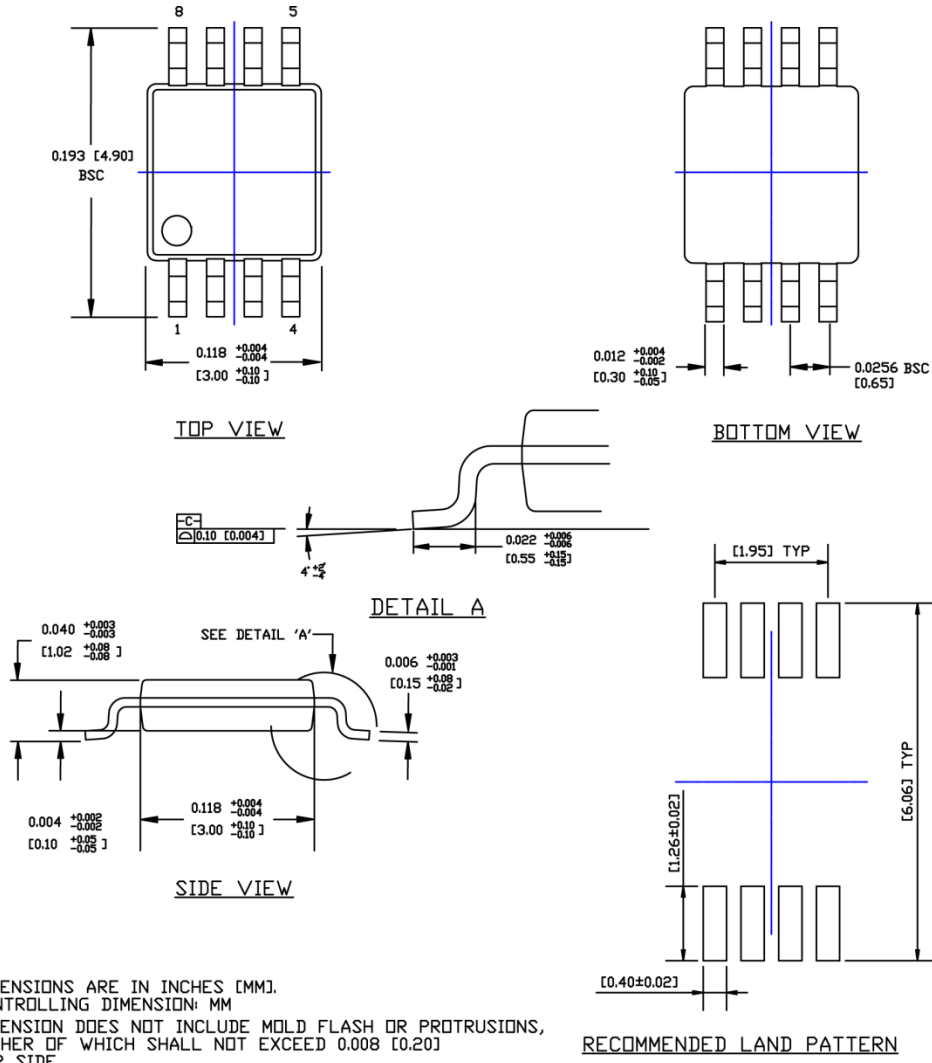 8 5
0.193 [4.90]
BSC
1 4
0.118 +0.004 -0.004
[3.00 +0.10 -0.10]
TOP VIEW
0.012 +0.004 -0.002
[0.30 +0.10 -0.05]
0.0256 BSC
[0.65]
BOTTOM VIEW
-C-
0.10 [0.004]
4°
0.022 +0.006 -0.006
[0.55 +0.15 -0.15]
DETAIL A
0.040 +0.003 -0.003
[1.02 +0.08 -0.08 ]
SEE DETAIL 'A'
0.006 +0.003 -0.001
[0.15 +0.08 -0.02 ]
0.004 +0.002 -0.002
[0.10 +0.05 -0.05 ]
0.118 +0.004 -0.004
[3.00 +0.10 -0.10 ]
SIDE VIEW
[1.95] TYP
[6.06] TYP
[1.26±0.02]
[0.40±0.02]
RECOMMENDED LAND PATTERN
ENSIONS ARE IN INCHES [MM].
NTROLLING DIMENSION: MM
ENSION DOES NOT INCLUDE MOLD FLASH OR PROTRUSIONS,
HER OF WHICH SHALL NOT EXCEED 0.008 [0.20]
SIDE